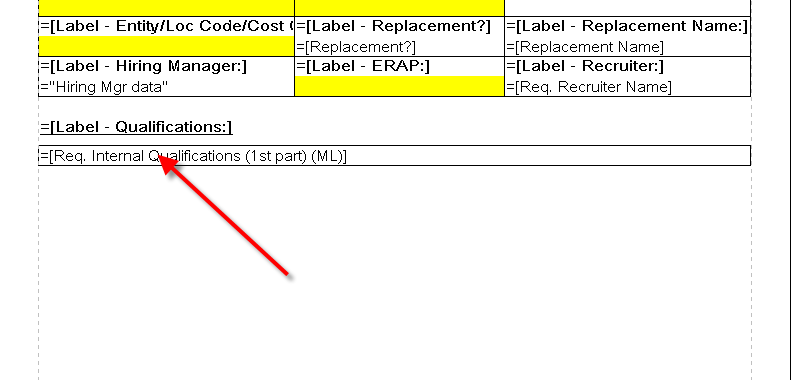 =[Label - Entity/Loc Code/Cost
=[Label - Replacement?]
=[Label - Replacement Name:]
=[Replacement?]
=[Replacement Name]
=[Label - Hiring Manager:]
=[Label - ERAP:]
=[Label - Recruiter:]
="Hiring Mgr data"
=[Req. Recruiter Name]
=[Label - Qualifications:]
=[Req. Internal Qualifications (1st part) (ML)]